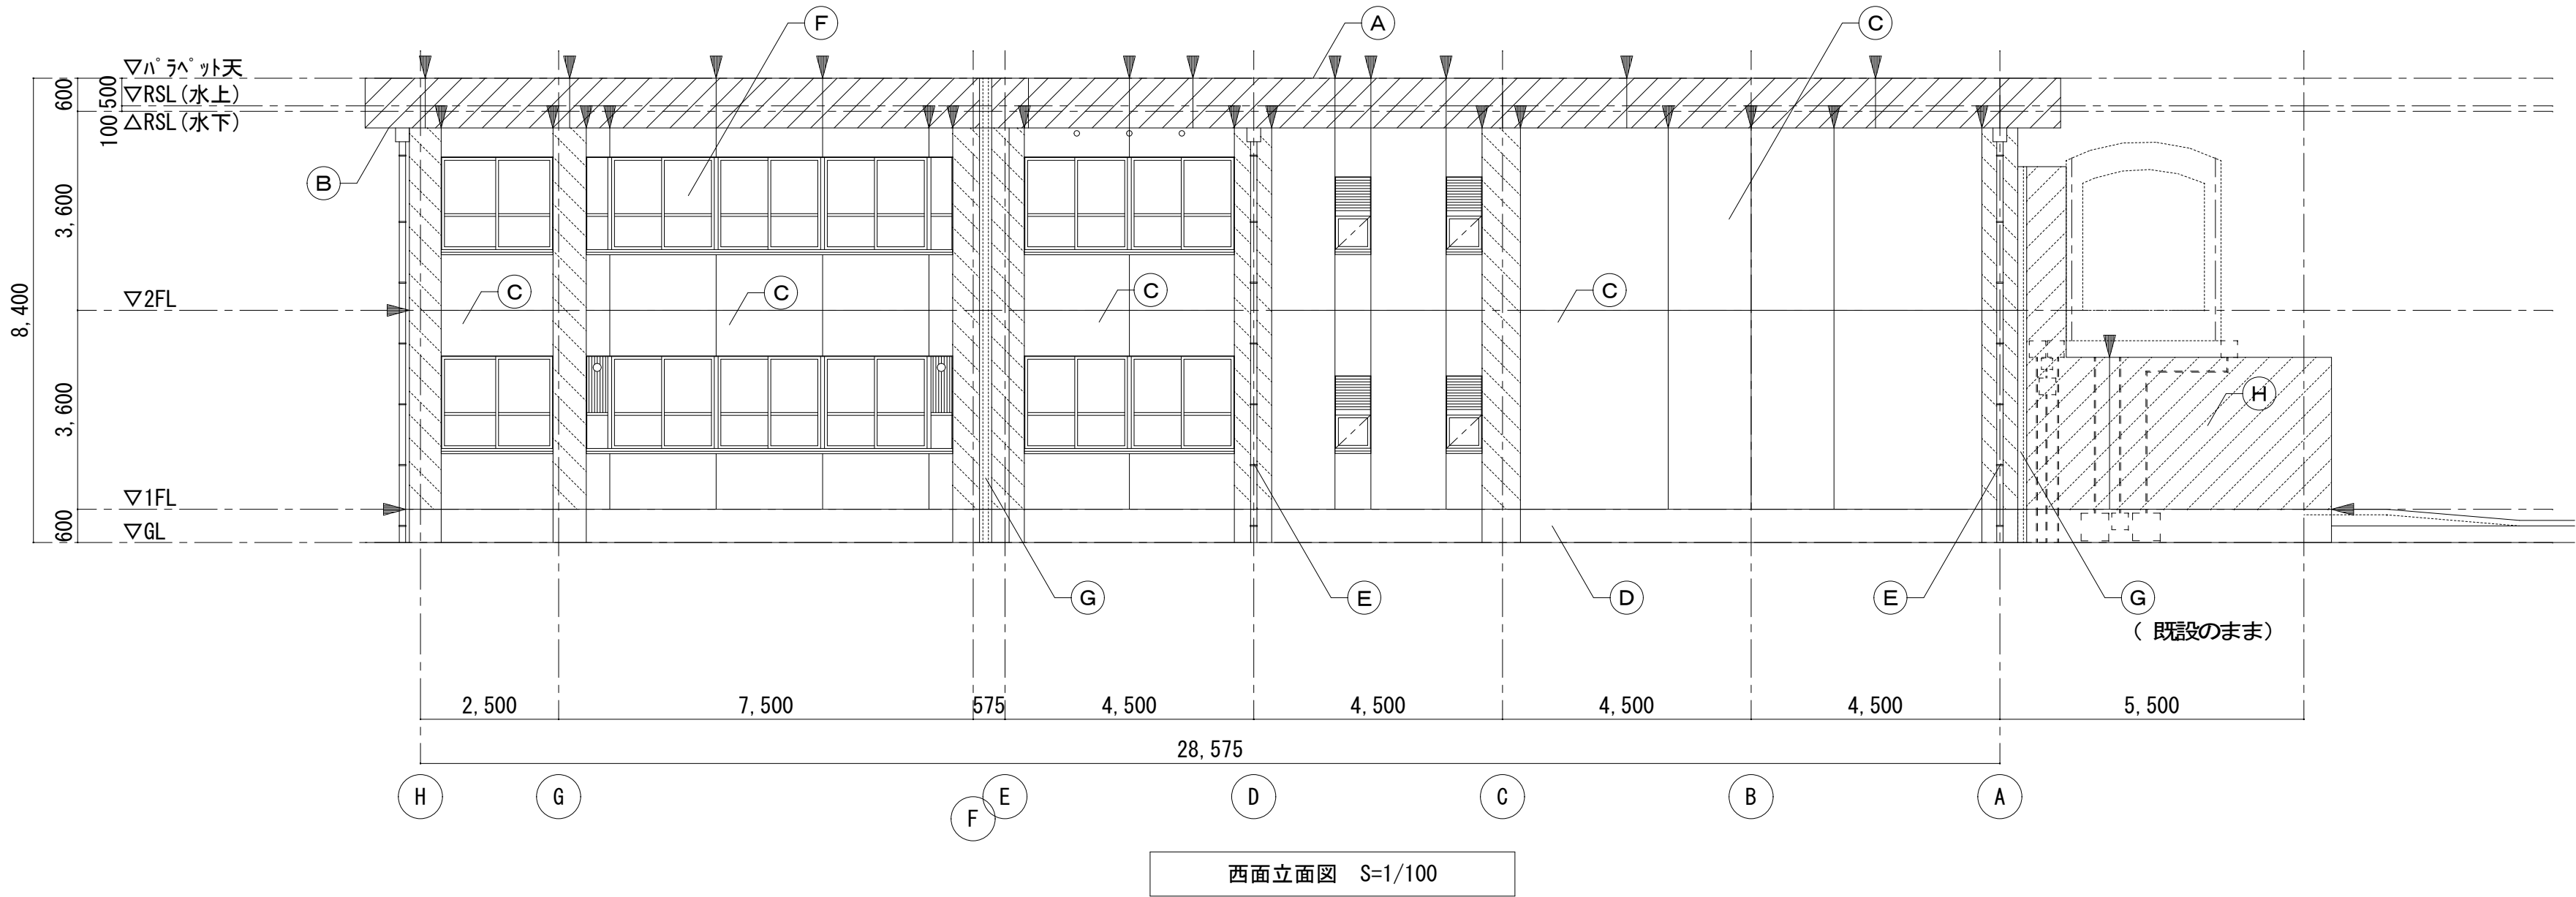 F
A
C
▽ﾊﾟﾗﾍﾟｯﾄ天
▽RSL(水上)
△RSL(水下)
600
500
100
B
3,600
8,400
▽2FL
C
C
C
C
3,600
H
▽1FL
▽GL
600
G
E
D
E
G
( 既設のまま)
2,500
7,500
575
4,500
4,500
4,500
4,500
5,500
28,575
H
G
F
E
D
C
B
A
西面立面図 S=1/100